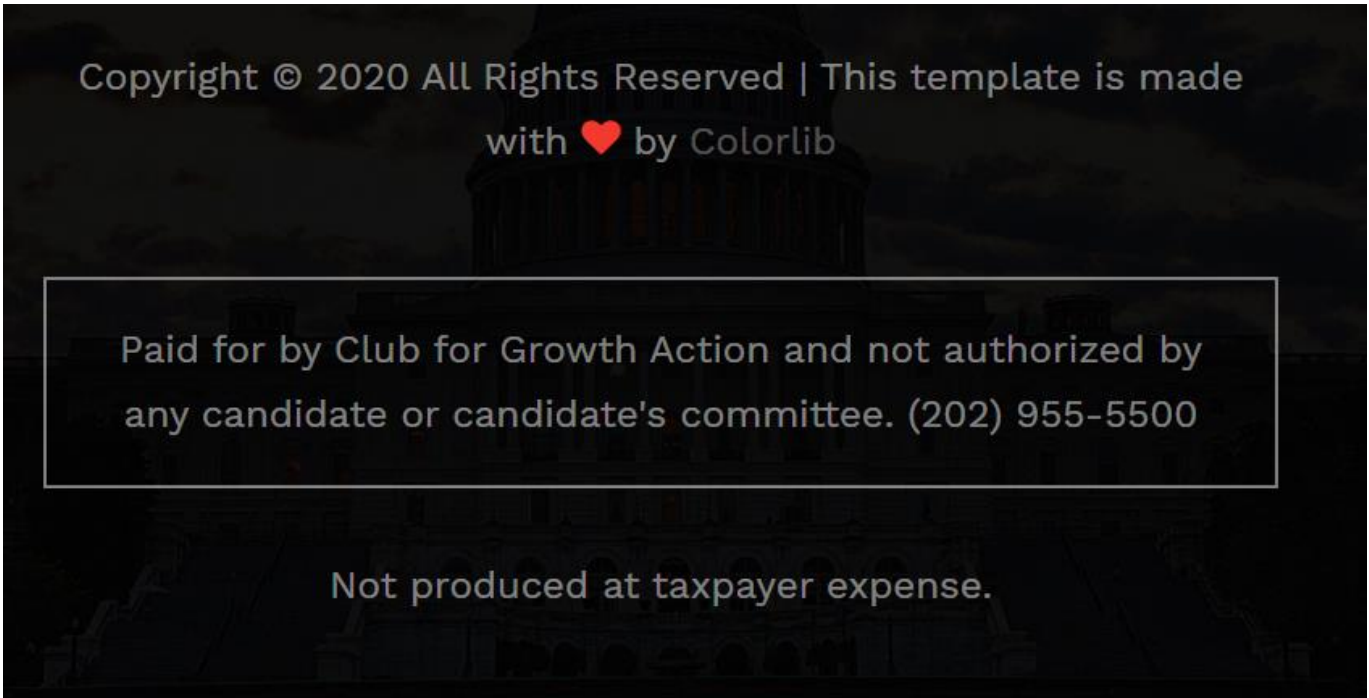 Copyright © 2020 All Rights Reserved | This template is made
with ❤ by Colorlib
Paid for by Club for Growth Action and not authorized by
any candidate or candidate's committee. (202) 955-5500
Not produced at taxpayer expense.